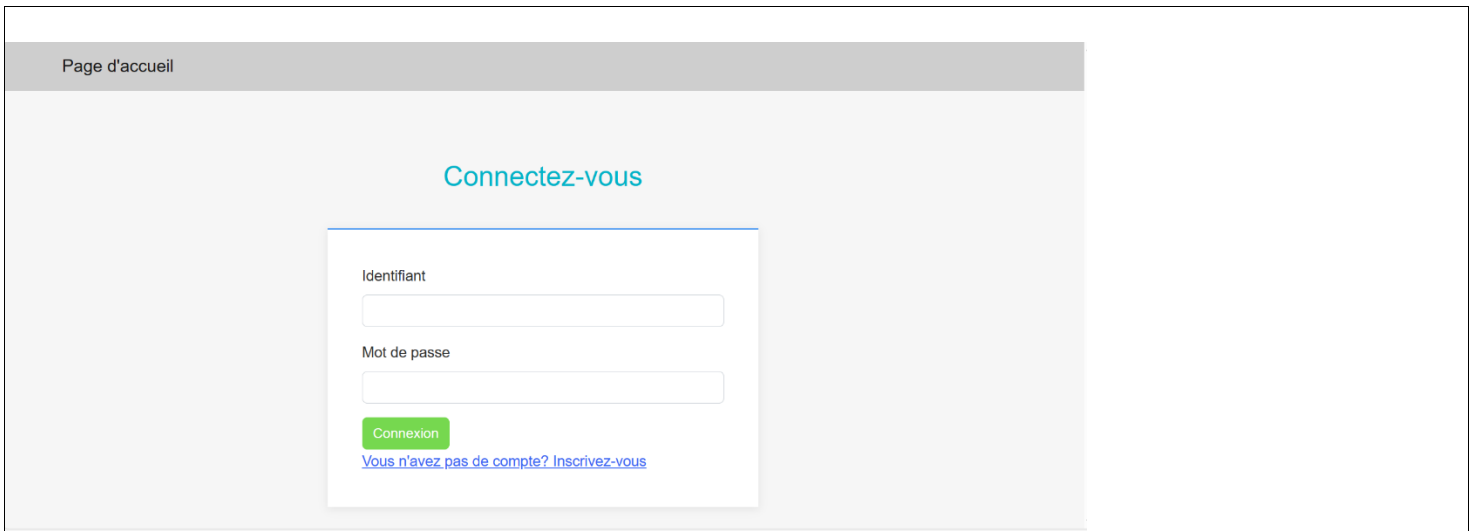 Page d'accueil
Connectez-vous
Identifiant
Mot de passe
Connexion
Vous n'avez pas de compte? Inscrivez-vous